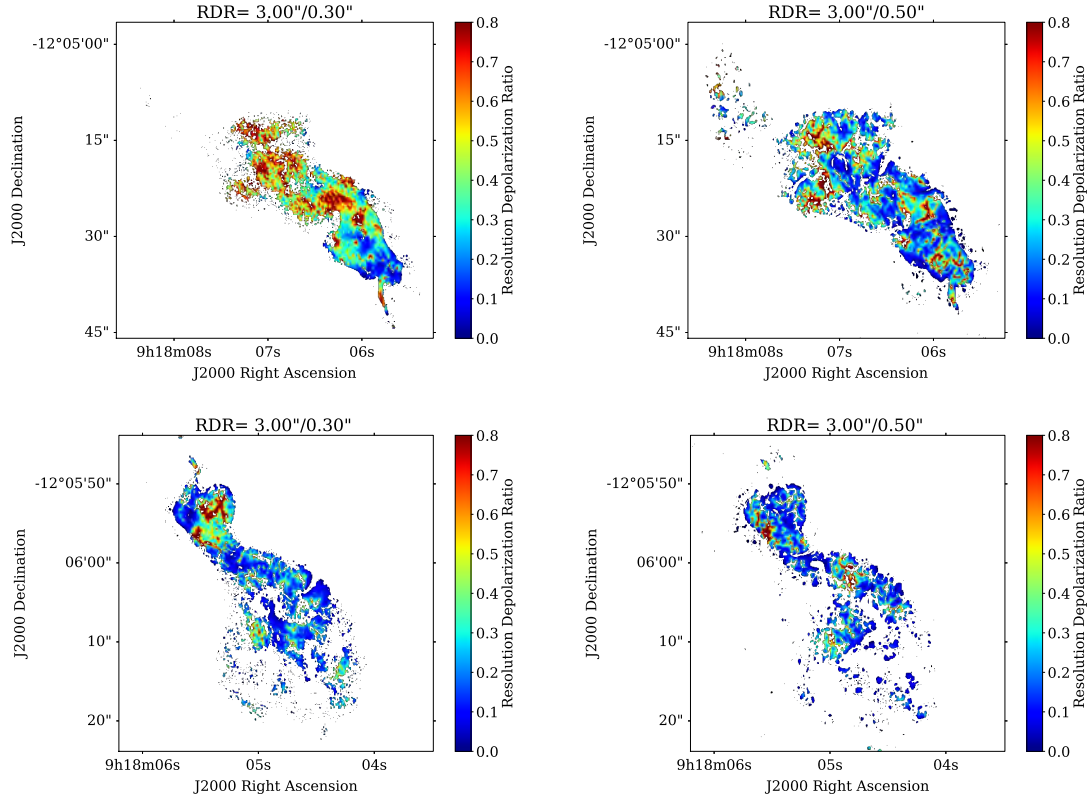 RDR= 3.00"/0.30"
-12°05'00"
15"
30"
45"
J2000 Declination
9h18m08s 07s 06s
J2000 Right Ascension
0.8
0.7
0.6
0.5
0.4
0.3
0.2
0.1
0.0
Resolution Depolarization Ratio
RDR= 3.00"/0.50"
-12°05'00"
15"
30"
45"
J2000 Declination
9h18m08s 07s 06s
J2000 Right Ascension
0.8
0.7
0.6
0.5
0.4
0.3
0.2
0.1
0.0
Resolution Depolarization Ratio
RDR= 3.00"/0.30"
-12°05'50"
06'00"
10"
20"
J2000 Declination
9h18m06s 05s 04s
J2000 Right Ascension
0.8
0.7
0.6
0.5
0.4
0.3
0.2
0.1
0.0
Resolution Depolarization Ratio
RDR= 3.00"/0.50"
-12°05'50"
06'00"
10"
20"
J2000 Declination
9h18m06s 05s 04s
J2000 Right Ascension
0.8
0.7
0.6
0.5
0.4
0.3
0.2
0.1
0.0
Resolution Depolarization Ratio